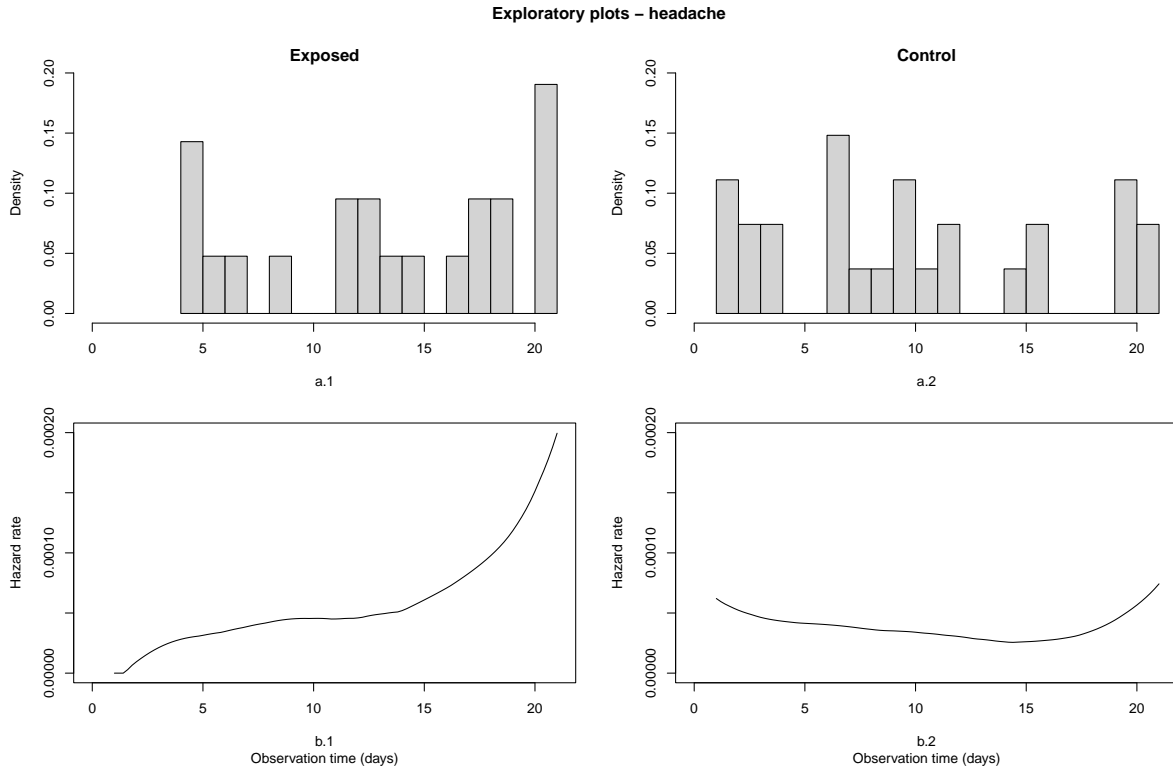 Exploratory plots − headache
Exposed
Density
0.00 0.05 0.10 0.15 0.20
0 5 10 15 20
a.1
Control
Density
0.00 0.05 0.10 0.15 0.20
0 5 10 15 20
a.2
Hazard rate
0.00000 0.00010 0.00020
0 5 10 15 20
b.1
Observation time (days)
Hazard rate
0.00000 0.00010 0.00020
0 5 10 15 20
b.2
Observation time (days)